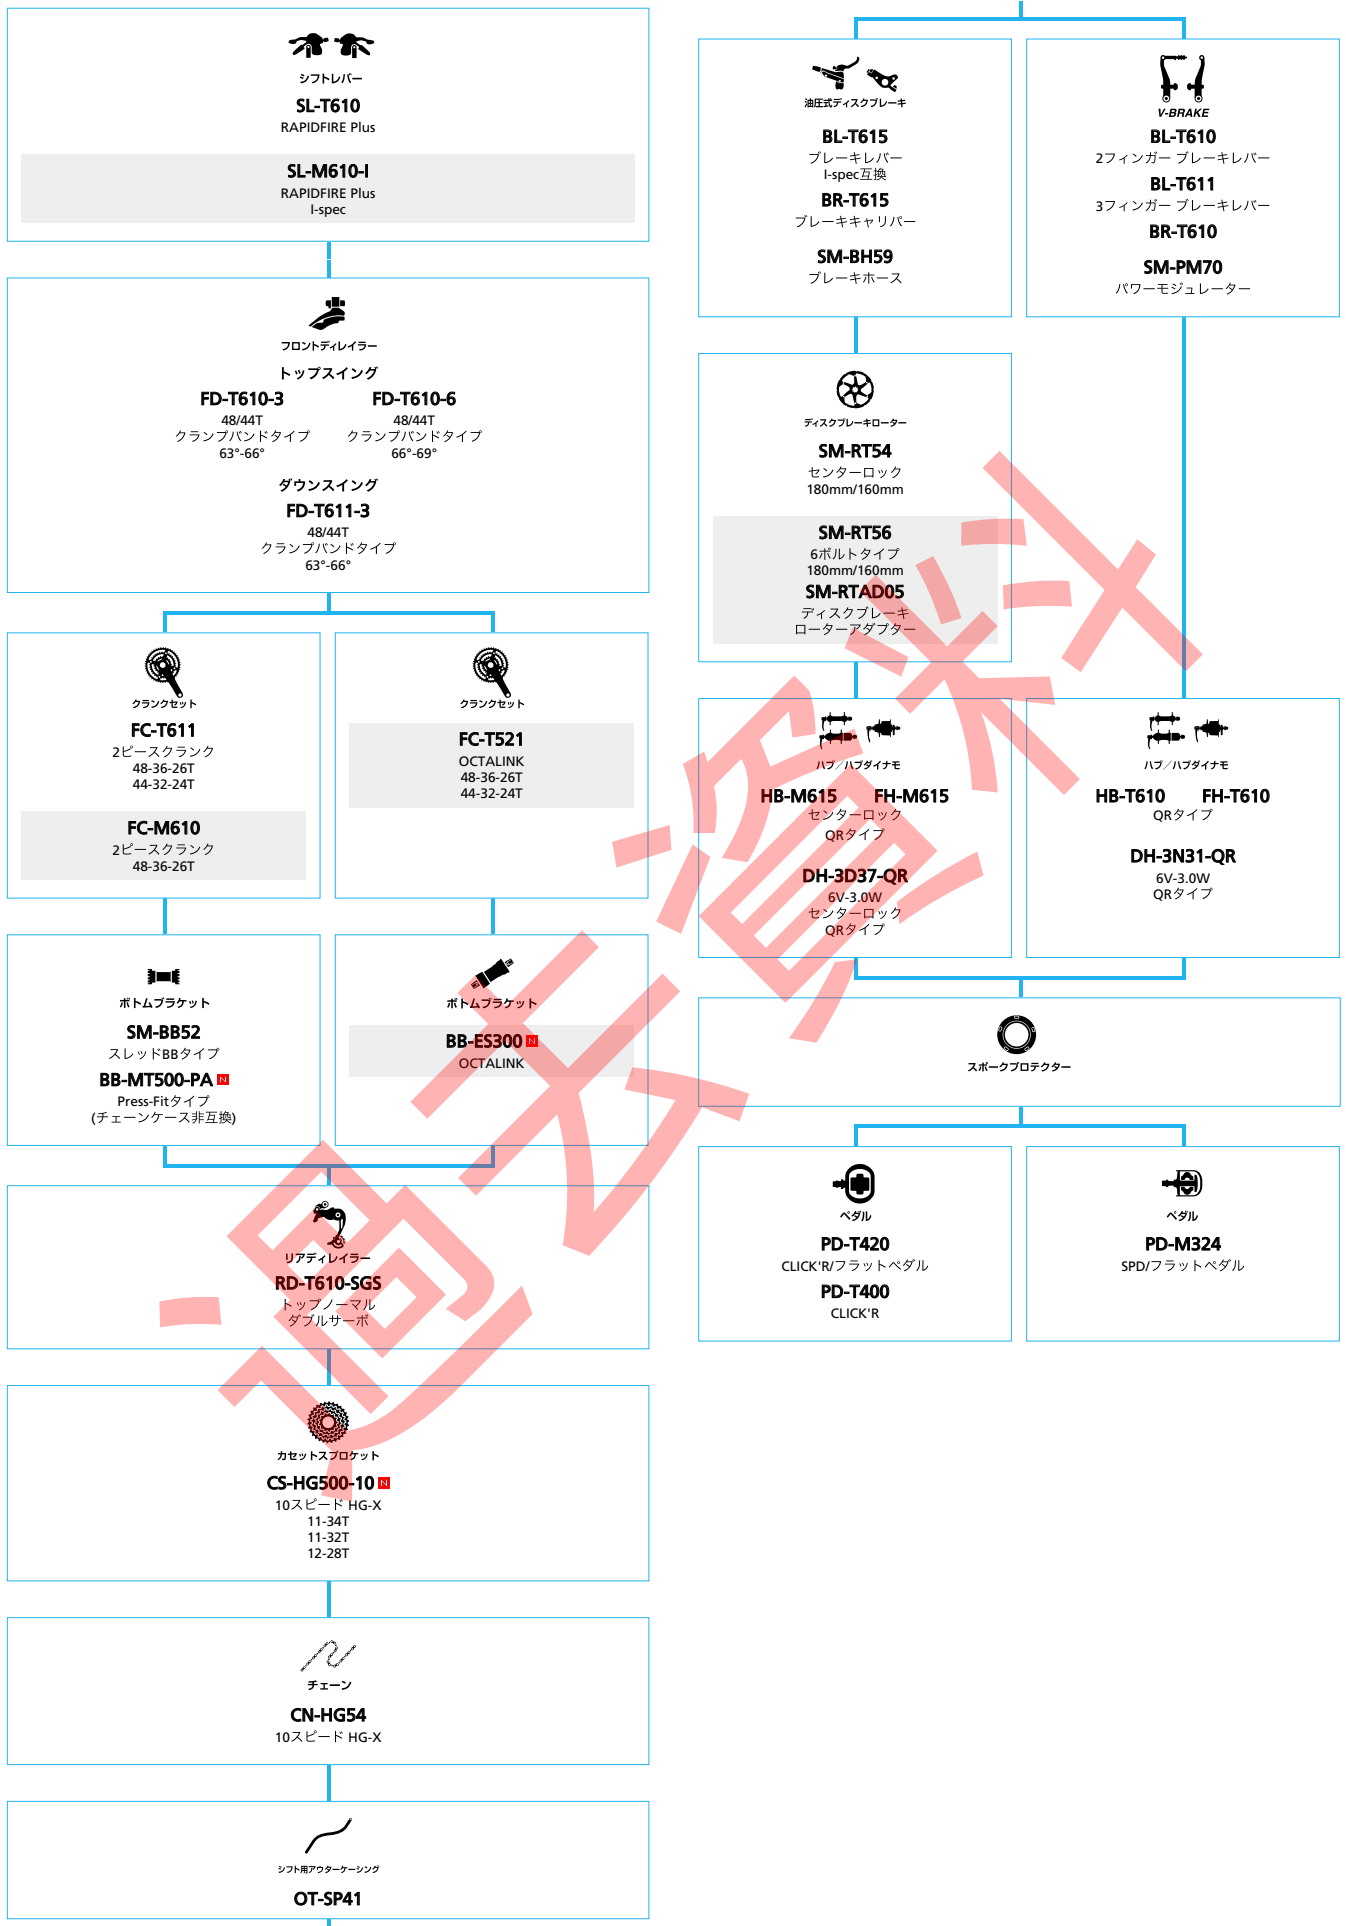 シフトレバー
SL-T610
RAPIDFIRE Plus
SL-M610-I
RAPIDFIRE Plus
I-spec
フロントディレイラー
トップスイング
FD-T610-3
48/44T
クランプバンドタイプ
63°-66°
FD-T610-6
48/44T
クランプバンドタイプ
66°-69°
ダウンスイング
FD-T611-3
48/44T
クランプバンドタイプ
63°-66°
クランクセット
FC-T611
2ピースクランク
48-36-26T
44-32-24T
FC-M610
2ピースクランク
48-36-26T
クランクセット
FC-T521
OCTALINK
48-36-26T
44-32-24T
ボトムブラケット
SM-BB52
スレッドBBタイプ
BB-MT500-PA N
Press-Fitタイプ
(チェーンケース非互換)
ボトムブラケット
BB-ES300 N
OCTALINK
リアディレイラー
RD-T610-SGS
トップノーマル
ダブルサーボ
カセットスプロケット
CS-HG500-10 N
10スピード HG-X
11-34T
11-32T
12-28T
チェーン
CN-HG54
10スピード HG-X
シフト用アウターケーシング
OT-SP41
油圧式ディスクブレーキ
BL-T615
ブレーキレバー
I-spec互換
BR-T615
ブレーキキャリパー
SM-BH59
ブレーキホース
V-BRAKE
BL-T610
2フィンガー ブレーキレバー
BL-T611
3フィンガー ブレーキレバー
BR-T610
SM-PM70
パワーモジュレーター
ディスクブレーキローター
SM-RT54
センターロック
180mm/160mm
SM-RT56
6ボルトタイプ
180mm/160mm
SM-RTAD05
ディスクブレーキ
ローターアダプター
ハブ／ハブダイナモ
HB-M615 FH-M615
センターロック
QRタイプ
DH-3D37-QR
6V-3.0W
センターロック
QRタイプ
ハブ／ハブダイナモ
HB-T610 FH-T610
QRタイプ
DH-3N31-QR
6V-3.0W
QRタイプ
スポークプロテクター
ペダル
PD-T420
CLICK'R/フラットペダル
PD-T400
CLICK'R
ペダル
PD-M324
SPD/フラットペダル
過去資料